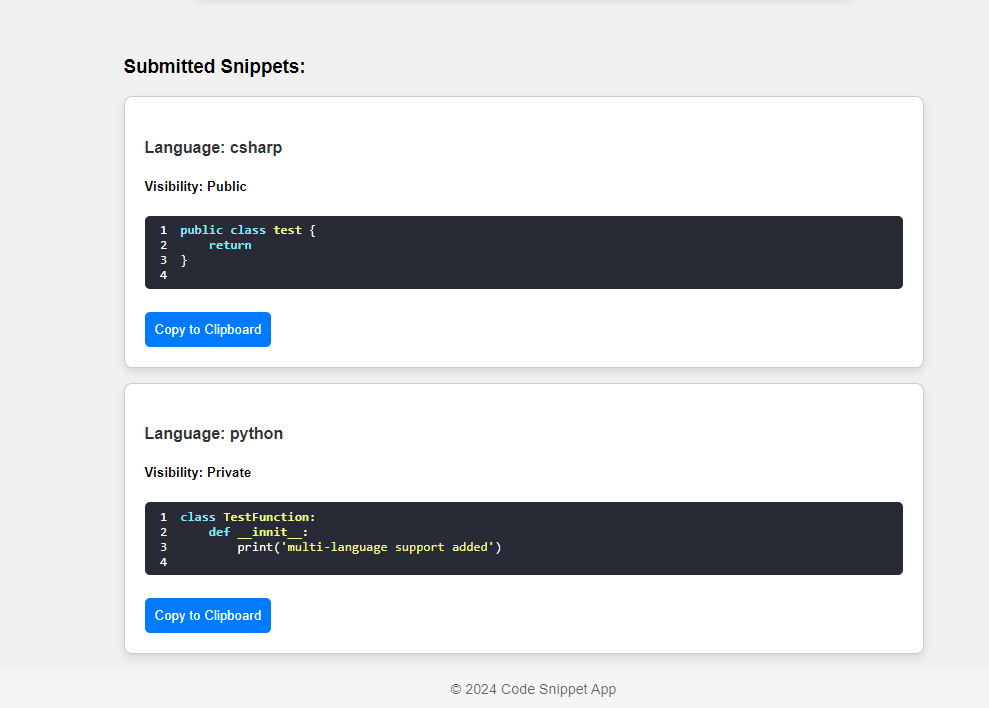 Submitted Snippets:
Language: csharp
Visibility: Public
1 public class test {
2     return
3 }
4
Copy to Clipboard
Language: python
Visibility: Private
1 class TestFunction:
2     def __innit__:
3         print('multi-language support added')
4
Copy to Clipboard
© 2024 Code Snippet App